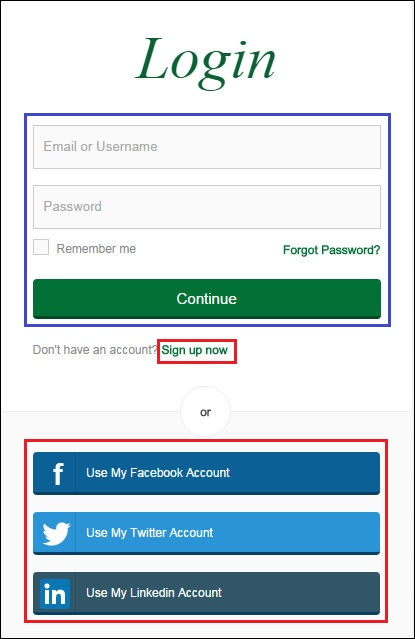 Login
Email or Username
Password
Remember me
Forgot Password?
Continue
Don't have an account? Sign up now
or
f Use My Facebook Account
Use My Twitter Account
in Use My Linkedin Account